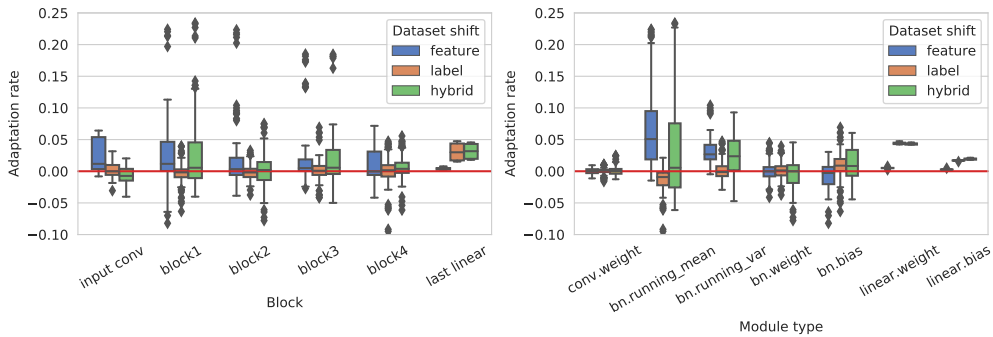 Adaptation rate
0.25
0.20
0.15
0.10
0.05
0.00
−0.05
−0.10
Dataset shift
feature
label
hybrid
input conv
block1
block2
block3
block4
last linear
Block
Adaptation rate
0.25
0.20
0.15
0.10
0.05
0.00
−0.05
−0.10
Dataset shift
feature
label
hybrid
conv.weight
bn.running_mean
bn.running_var
bn.weight
bn.bias
linear.weight
linear.bias
Module type